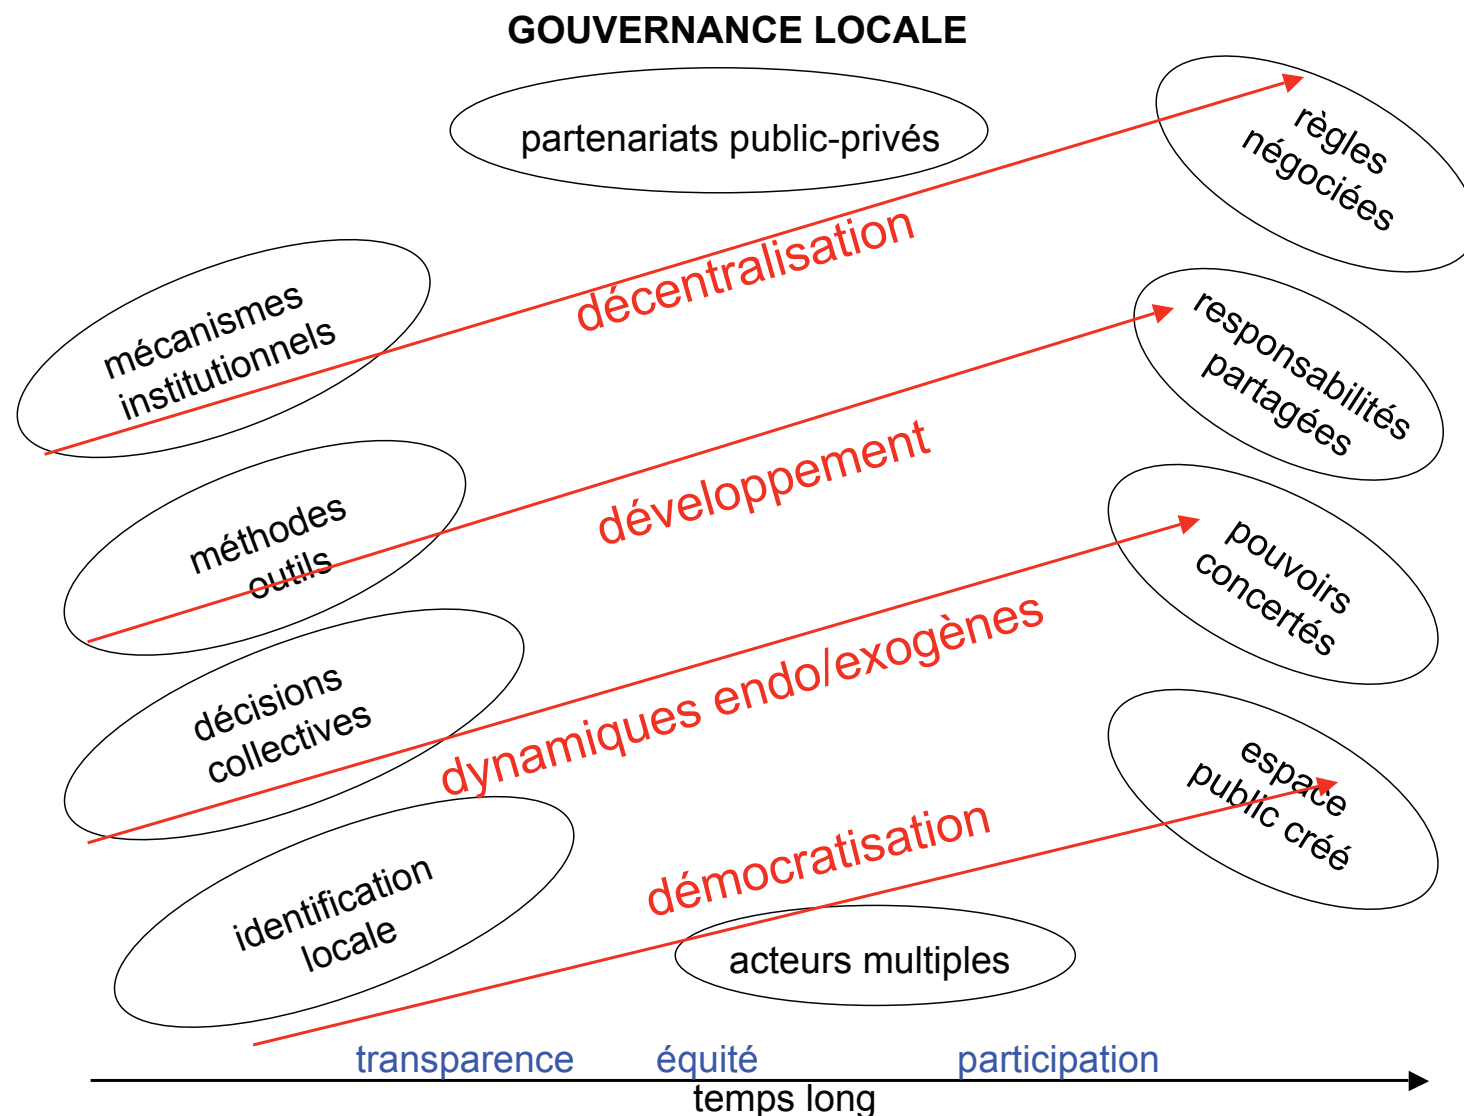 GOUVERNANCE LOCALE
partenariats public-privés
règles
négociées
décentralisation
mécanismes
institutionnels
responsabilités
partagées
développement
méthodes
outils
pouvoirs
concertés
dynamiques endo/exogènes
décisions
collectives
espace
public créé
démocratisation
identification
locale
acteurs multiples
transparence équité participation
temps long